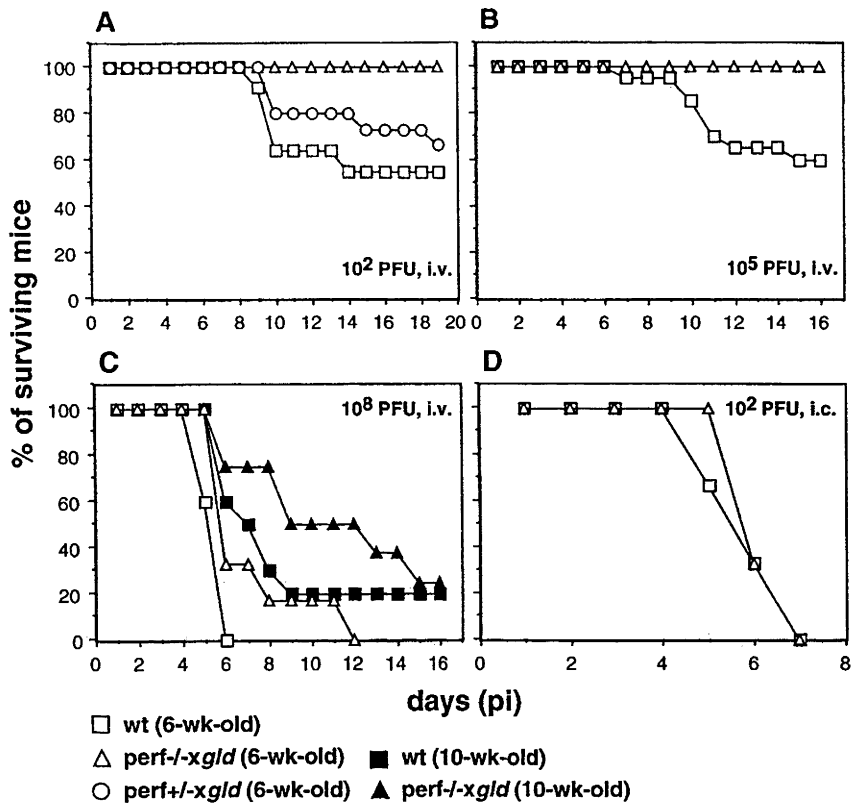 A
B
100
80
60
40
20
0
10² PFU, i.v.
0 2 4 6 8 10 12 14 16 18 20
100
80
60
40
20
0
10⁵ PFU, i.v.
0 2 4 6 8 10 12 14 16
% of surviving mice
C
D
100
80
60
40
20
0
10⁸ PFU, i.v.
0 2 4 6 8 10 12 14 16
100
80
60
40
20
0
10² PFU, i.c.
0 2 4 6 8
days (pi)
wt (6-wk-old)
perf-/-xgld (6-wk-old)
wt (10-wk-old)
perf+/-xgld (6-wk-old)
perf-/-xgld (10-wk-old)